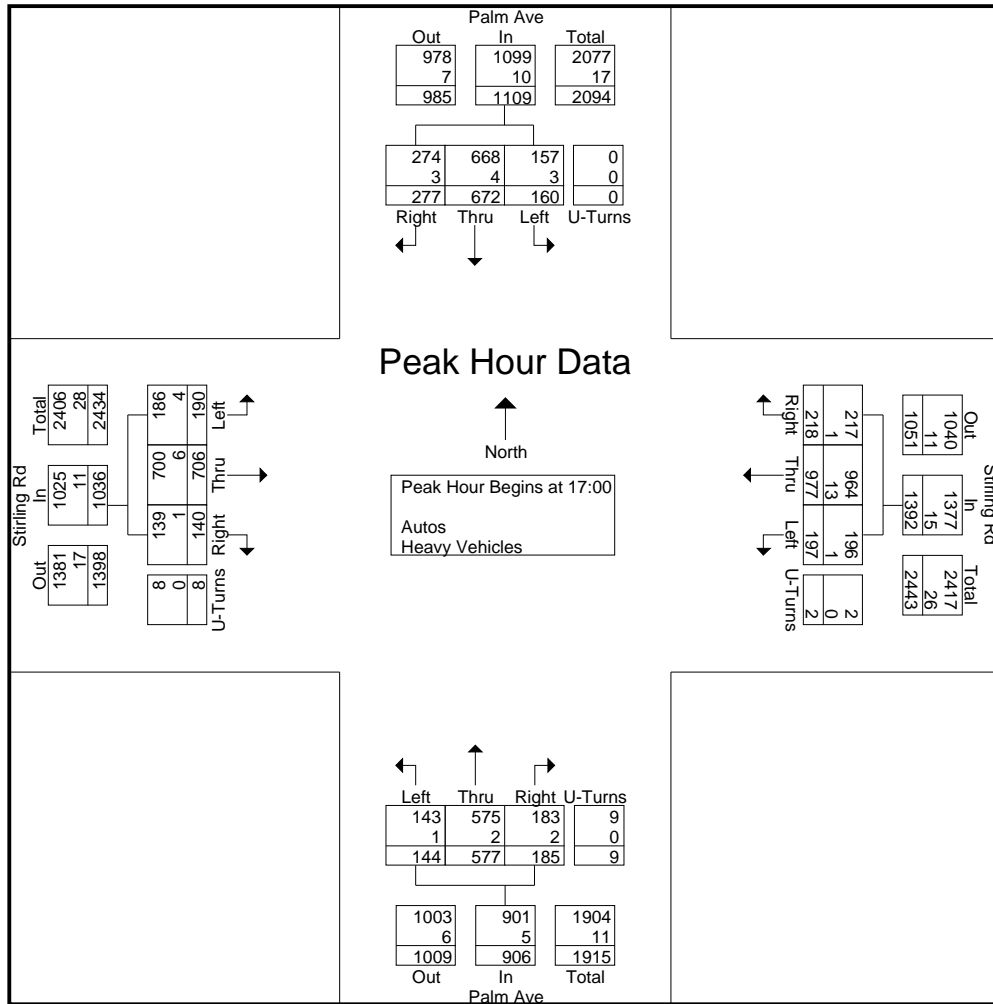 Palm Ave
Out In Total
978 1099 2077
7 10 17
985 1109 2094
274 668 157 0
3 4 3 0
277 672 160 0
Right Thru Left U-Turns
Peak Hour Data
North
Peak Hour Begins at 17:00
Autos
Heavy Vehicles
Stirling Rd
Total In Out
2406 1025 1381
28 11 17
2434 1036 1398
186 700 139 8
4 6 1 0
190 706 140 8
Left Thru Right U-Turns
Stirling Rd
Out In Total
1040 1377 2417
11 15 26
1051 1392 2443
217 964 196 2
1 13 1 0
218 977 197 2
Right Thru Left U-Turns
Left Thru Right U-Turns
143 575 183 9
1 2 2 0
144 577 185 9
1003 901 1904
6 5 11
1009 906 1915
Out In Total
Palm Ave